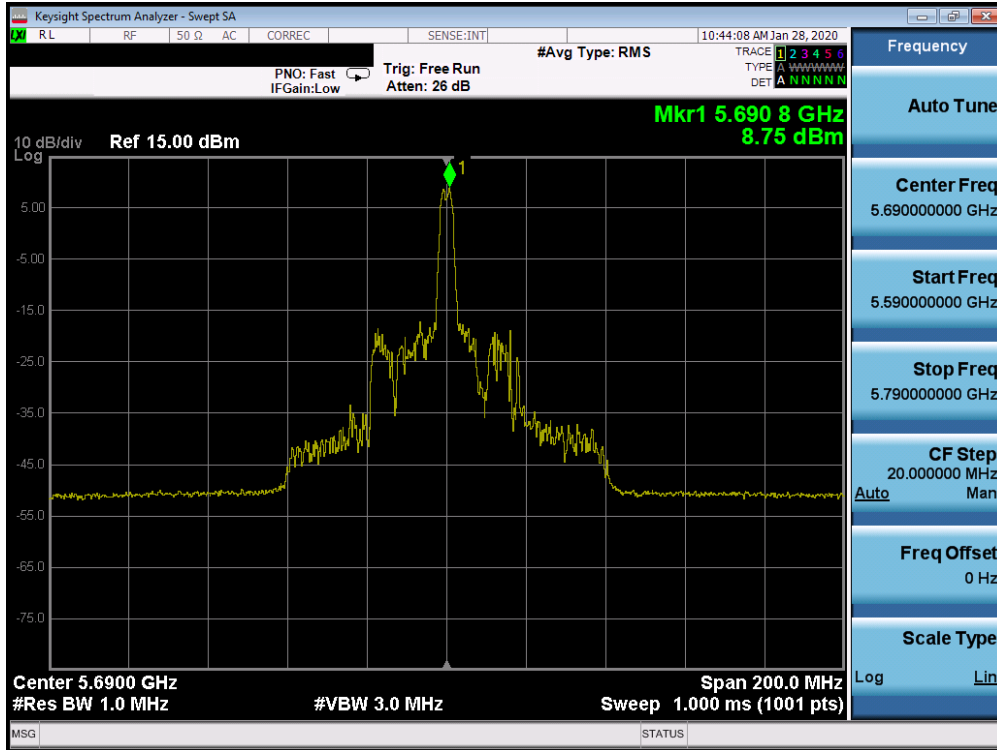 Keysight Spectrum Analyzer - Swept SA
LXI RL RF 50 Ω AC CORREC SENSE:INT 10:44:08 AM Jan 28, 2020
PNO: Fast
IFGain:Low
Trig: Free Run
Atten: 26 dB
#Avg Type: RMS
TRACE 1 2 3 4 5 6
TYPE A WWWWW
DET A N N N N N
Mkr1 5.690 8 GHz
8.75 dBm
10 dB/div Ref 15.00 dBm
Log
1
5.00
-5.00
-15.0
-25.0
-35.0
-45.0
-55.0
-65.0
-75.0
Center 5.6900 GHz
Span 200.0 MHz
#Res BW 1.0 MHz
#VBW 3.0 MHz
Sweep 1.000 ms (1001 pts)
MSG
STATUS
Frequency
Auto Tune
Center Freq
5.690000000 GHz
Start Freq
5.590000000 GHz
Stop Freq
5.790000000 GHz
CF Step
20.000000 MHz
Auto Man
Freq Offset
0 Hz
Scale Type
Log Lin